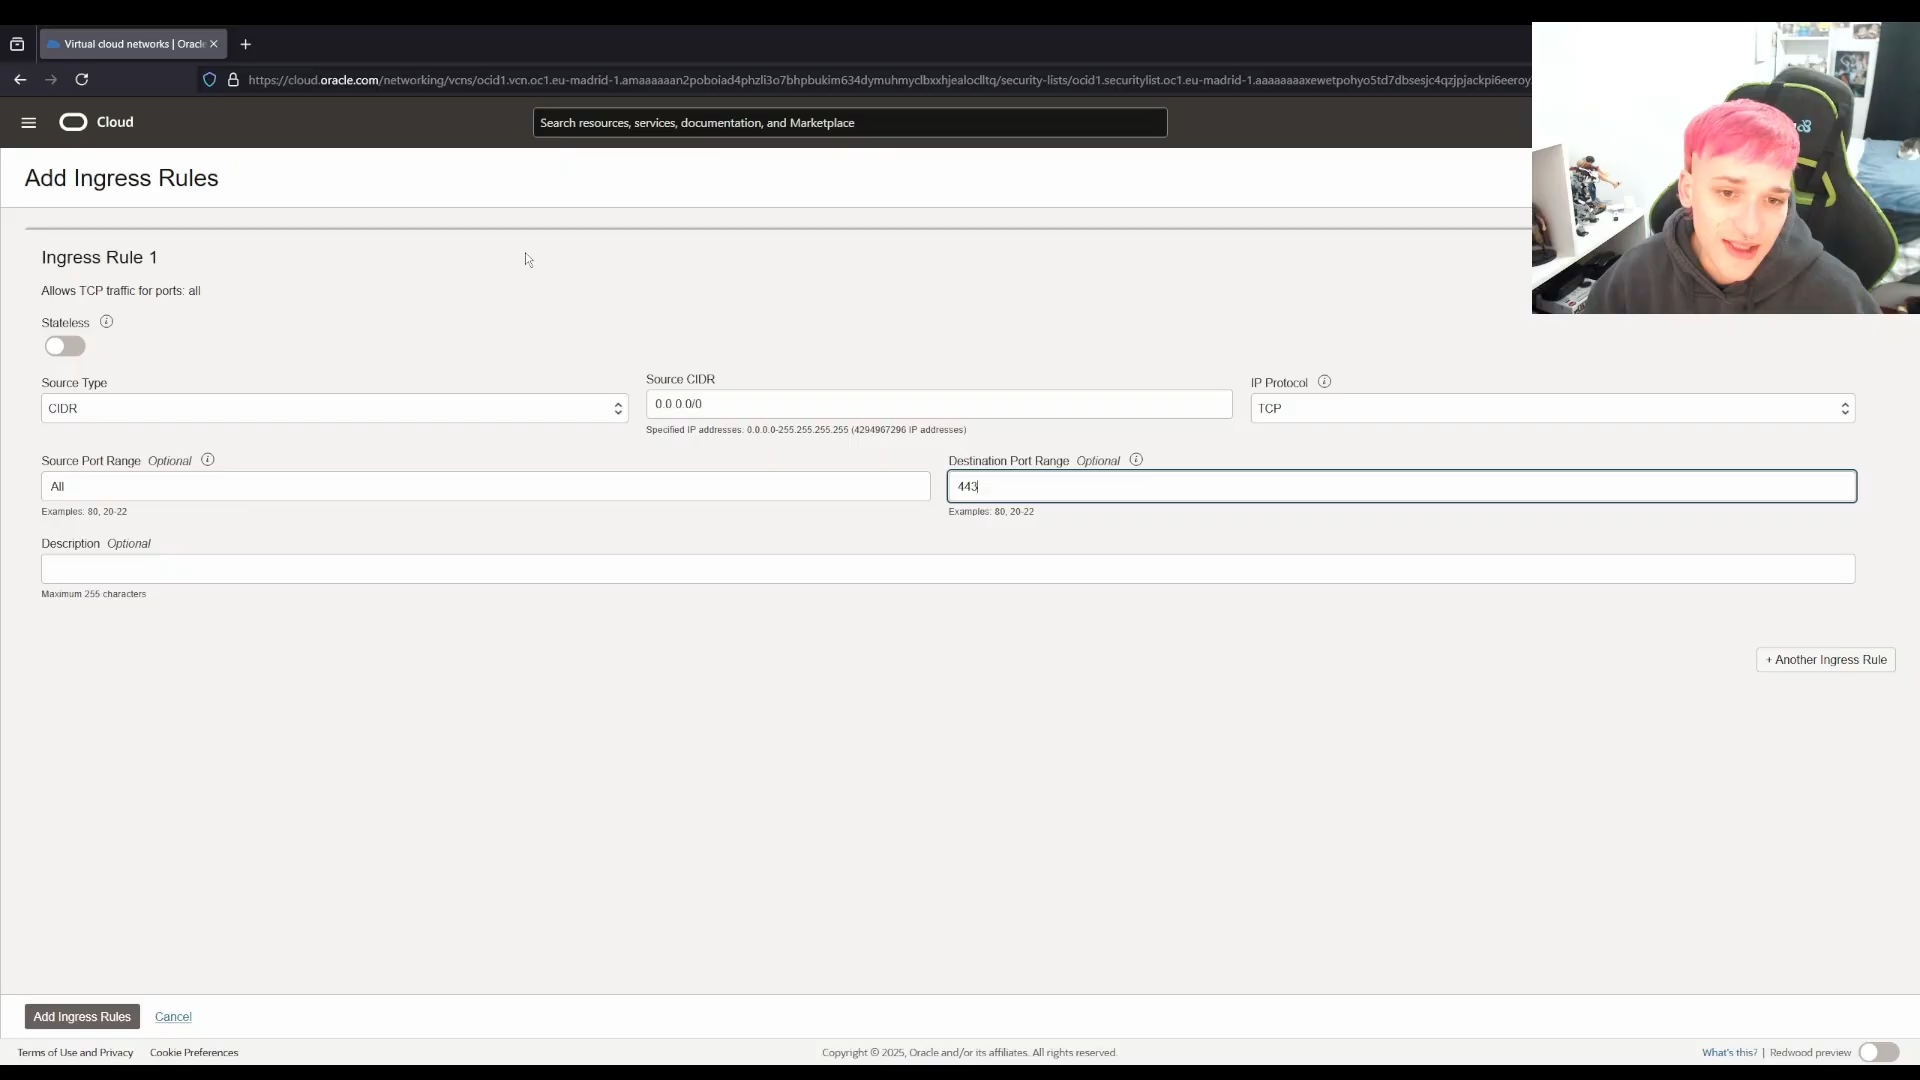 Virtual cloud networks | Oracle
https://cloud.oracle.com/networking/vcns/ocid1.vcn.oc1.eu-madrid-1.amaaaaaan2poboiad4phzli3o7bhpbukim634dymuhmyclbxxhjealoclltq/security-lists/ocid1.securitylist.oc1.eu-madrid-1.aaaaaaaaxewetpohyo5td7dbsesjc4qzjpjackpi6eeroy
Cloud
Search resources, services, documentation, and Marketplace
Add Ingress Rules
Ingress Rule 1
Allows TCP traffic for ports: all
Stateless
Source Type
Source CIDR
IP Protocol
CIDR
0.0.0.0/0
TCP
Specified IP addresses: 0.0.0.0-255.255.255.255 (4294967296 IP addresses)
Source Port Range Optional
Destination Port Range Optional
All
443
Examples: 80, 20-22
Examples: 80, 20-22
Description Optional
Maximum 255 characters
+ Another Ingress Rule
Add Ingress Rules
Cancel
Terms of Use and Privacy
Cookie Preferences
Copyright © 2025, Oracle and/or its affiliates. All rights reserved.
What's this? | Redwood preview